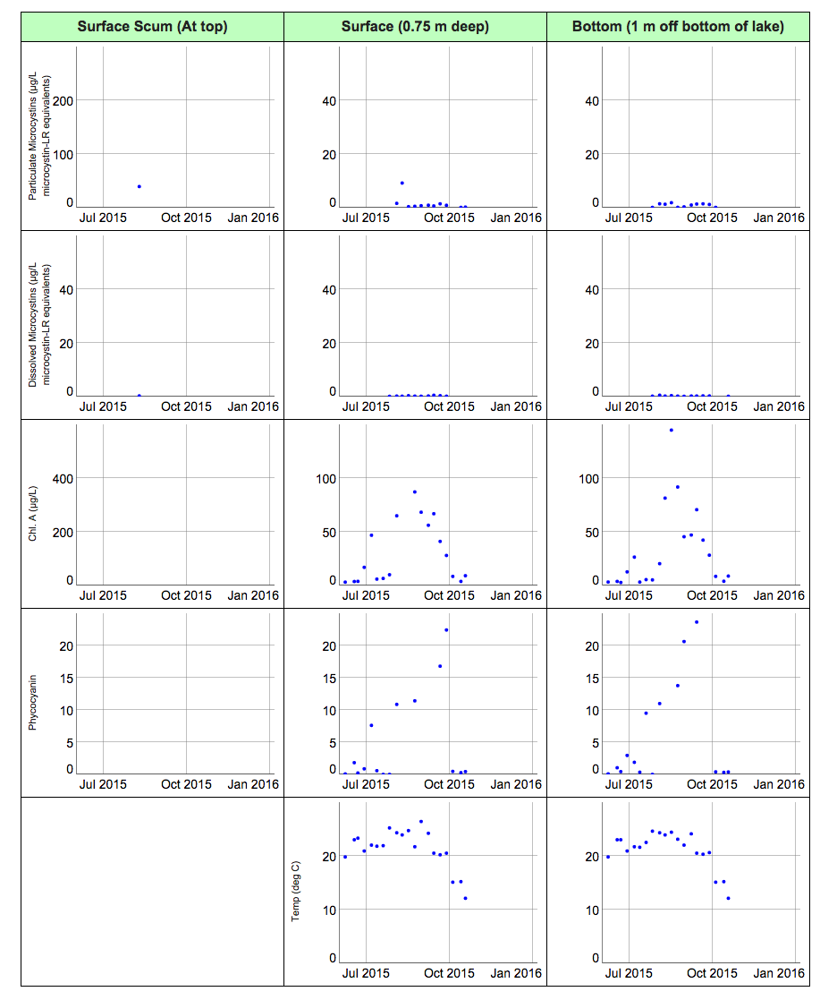 Surface Scum (At top)
Surface (0.75 m deep)
Bottom (1 m off bottom of lake)
Particulate Microcystins (µg/L
microcystin-LR equivalents)
200
100
0
Jul 2015 Oct 2015 Jan 2016
40
20
0
Jul 2015 Oct 2015 Jan 2016
40
20
0
Jul 2015 Oct 2015 Jan 2016
Dissolved Microcystins (µg/L
microcystin-LR equivalents)
40
20
0
Jul 2015 Oct 2015 Jan 2016
40
20
0
Jul 2015 Oct 2015 Jan 2016
40
20
0
Jul 2015 Oct 2015 Jan 2016
Chl. A (µg/L)
400
200
0
Jul 2015 Oct 2015 Jan 2016
100
50
0
Jul 2015 Oct 2015 Jan 2016
100
50
0
Jul 2015 Oct 2015 Jan 2016
Phycocyanin
20
15
10
5
0
Jul 2015 Oct 2015 Jan 2016
20
15
10
5
0
Jul 2015 Oct 2015 Jan 2016
20
15
10
5
0
Jul 2015 Oct 2015 Jan 2016
Temp (deg C)
20
10
0
Jul 2015 Oct 2015 Jan 2016
20
10
0
Jul 2015 Oct 2015 Jan 2016